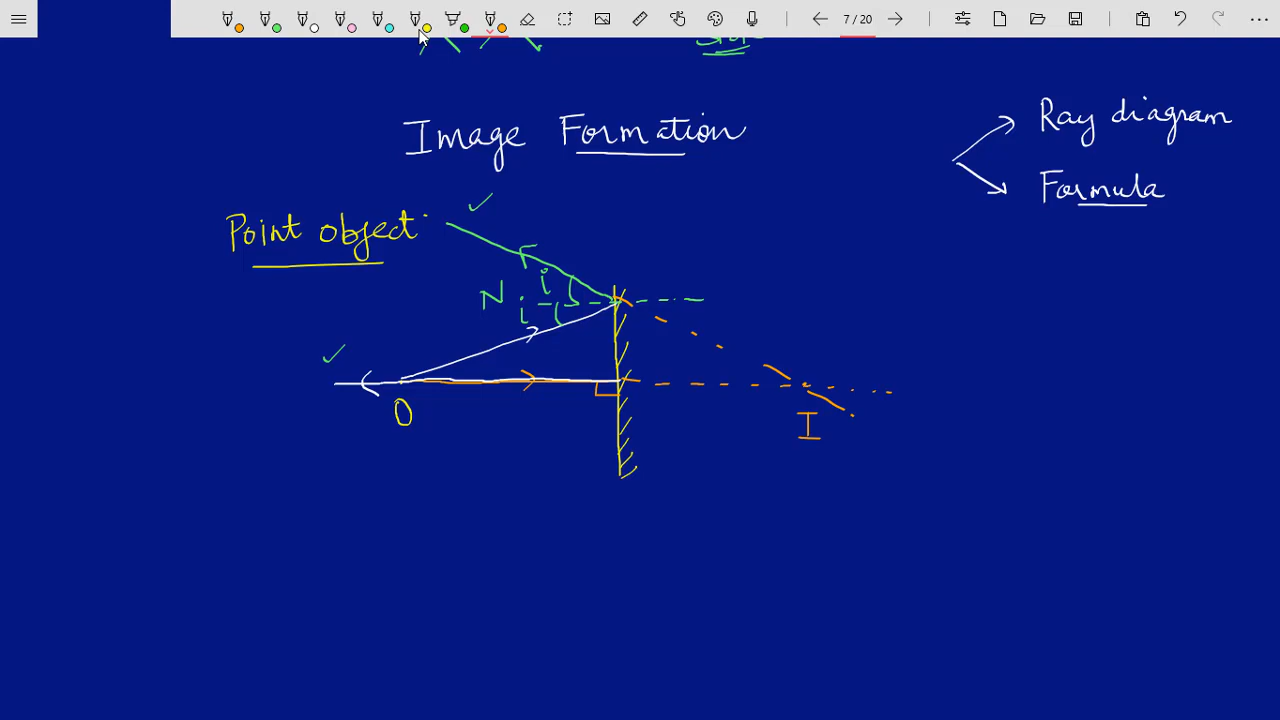 7 / 20
Image Formation
Ray diagram
Formula
Point object
i
N
i
O
I